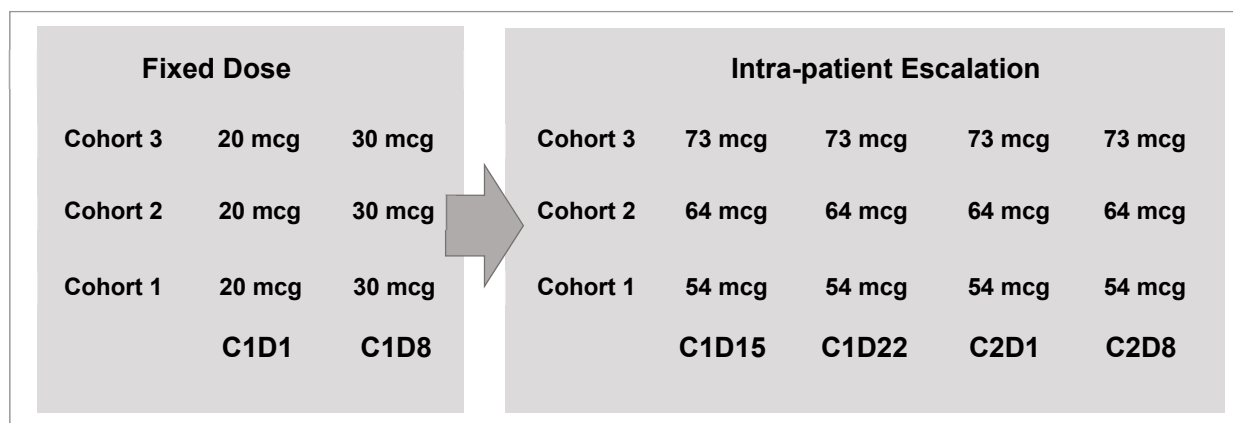 Fixed Dose
Cohort 3 20 mcg 30 mcg
Cohort 2 20 mcg 30 mcg
Cohort 1 20 mcg 30 mcg
C1D1 C1D8
Intra-patient Escalation
Cohort 3 73 mcg 73 mcg 73 mcg 73 mcg
Cohort 2 64 mcg 64 mcg 64 mcg 64 mcg
Cohort 1 54 mcg 54 mcg 54 mcg 54 mcg
C1D15 C1D22 C2D1 C2D8